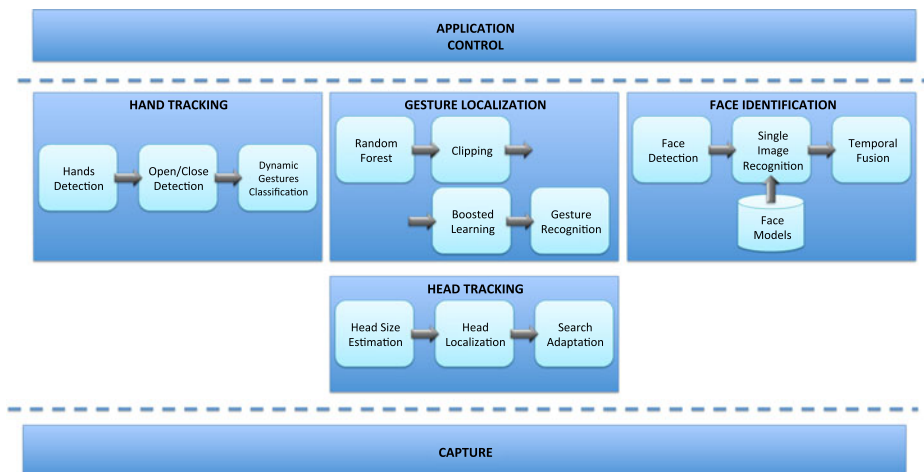 APPLICATION
CONTROL
HAND TRACKING
Hands
Detection
Open/Close
Detection
Dynamic
Gestures
Classification
GESTURE LOCALIZATION
Random
Forest
Clipping
Boosted
Learning
Gesture
Recognition
FACE IDENTIFICATION
Face
Detection
Single
Image
Recognition
Temporal
Fusion
Face
Models
HEAD TRACKING
Head Size
Estimation
Head
Localization
Search
Adaptation
CAPTURE